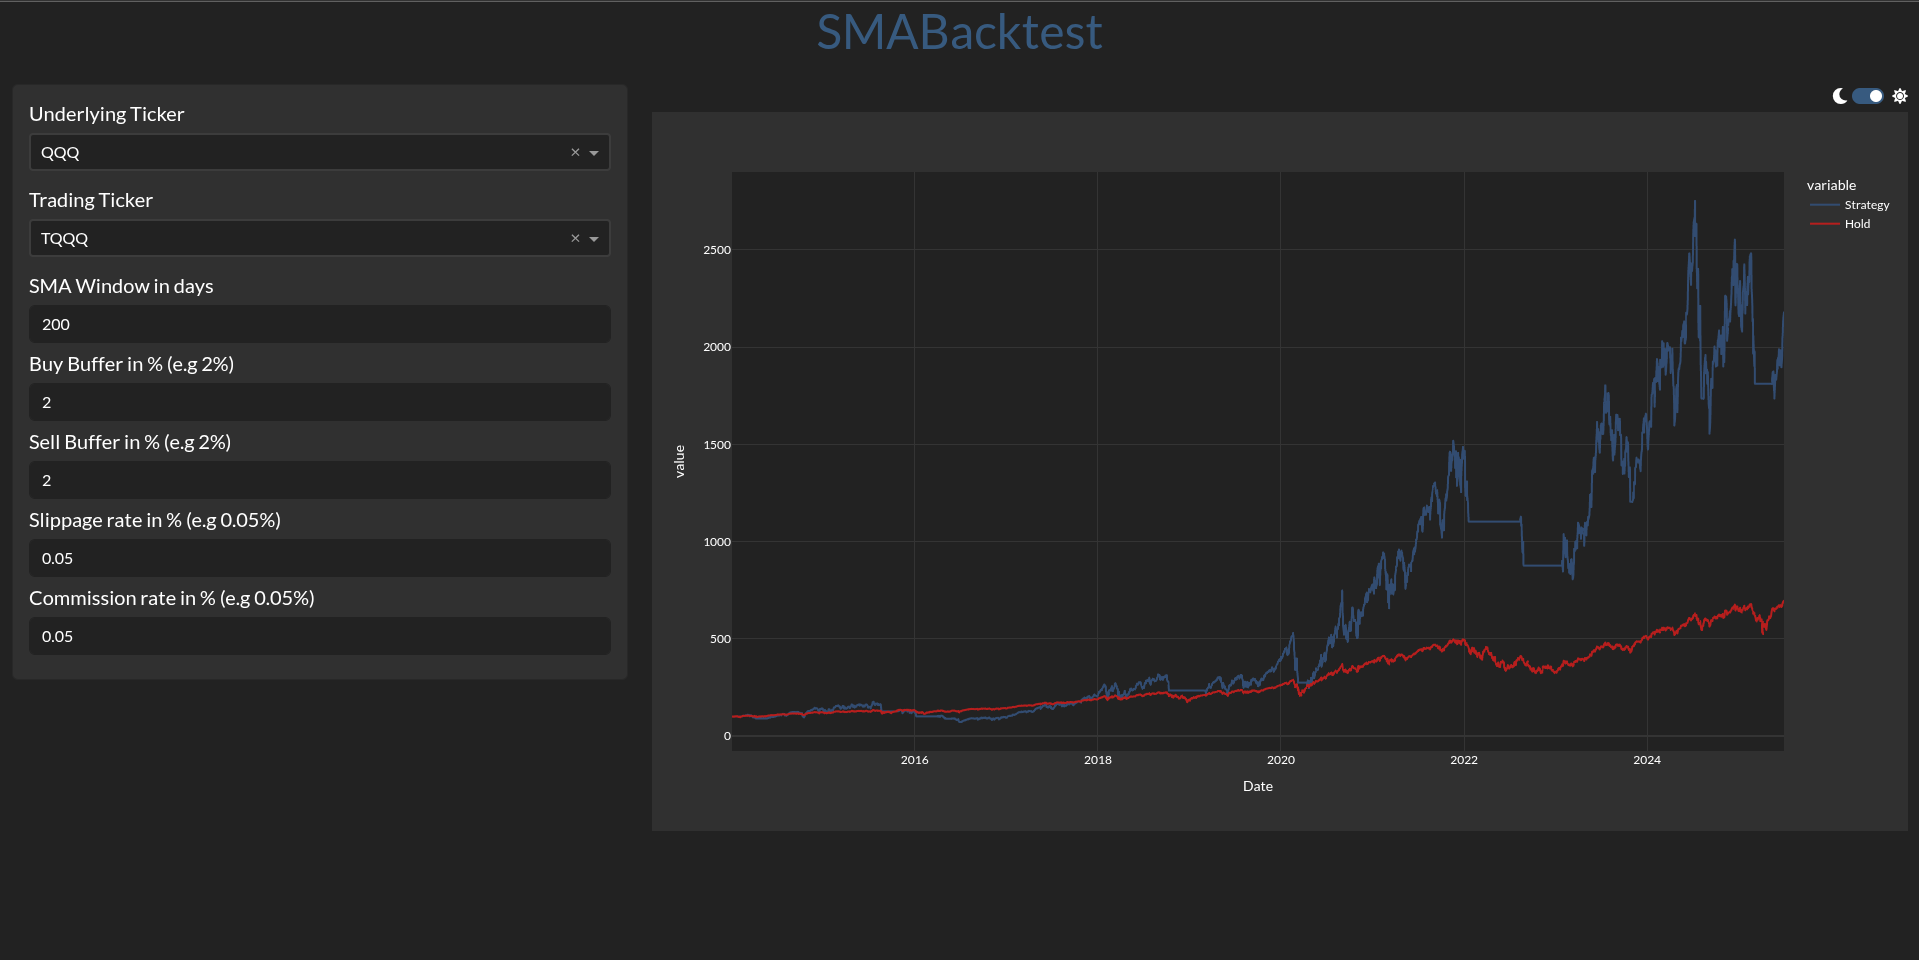 SMABacktest
Underlying Ticker
QQQ
Trading Ticker
TQQQ
SMA Window in days
200
Buy Buffer in % (e.g 2%)
2
Sell Buffer in % (e.g 2%)
2
Slippage rate in % (e.g 0.05%)
0.05
Commission rate in % (e.g 0.05%)
0.05
variable
Strategy
Hold
2500
2000
1500
1000
500
0
value
2016 2018 2020 2022 2024
Date